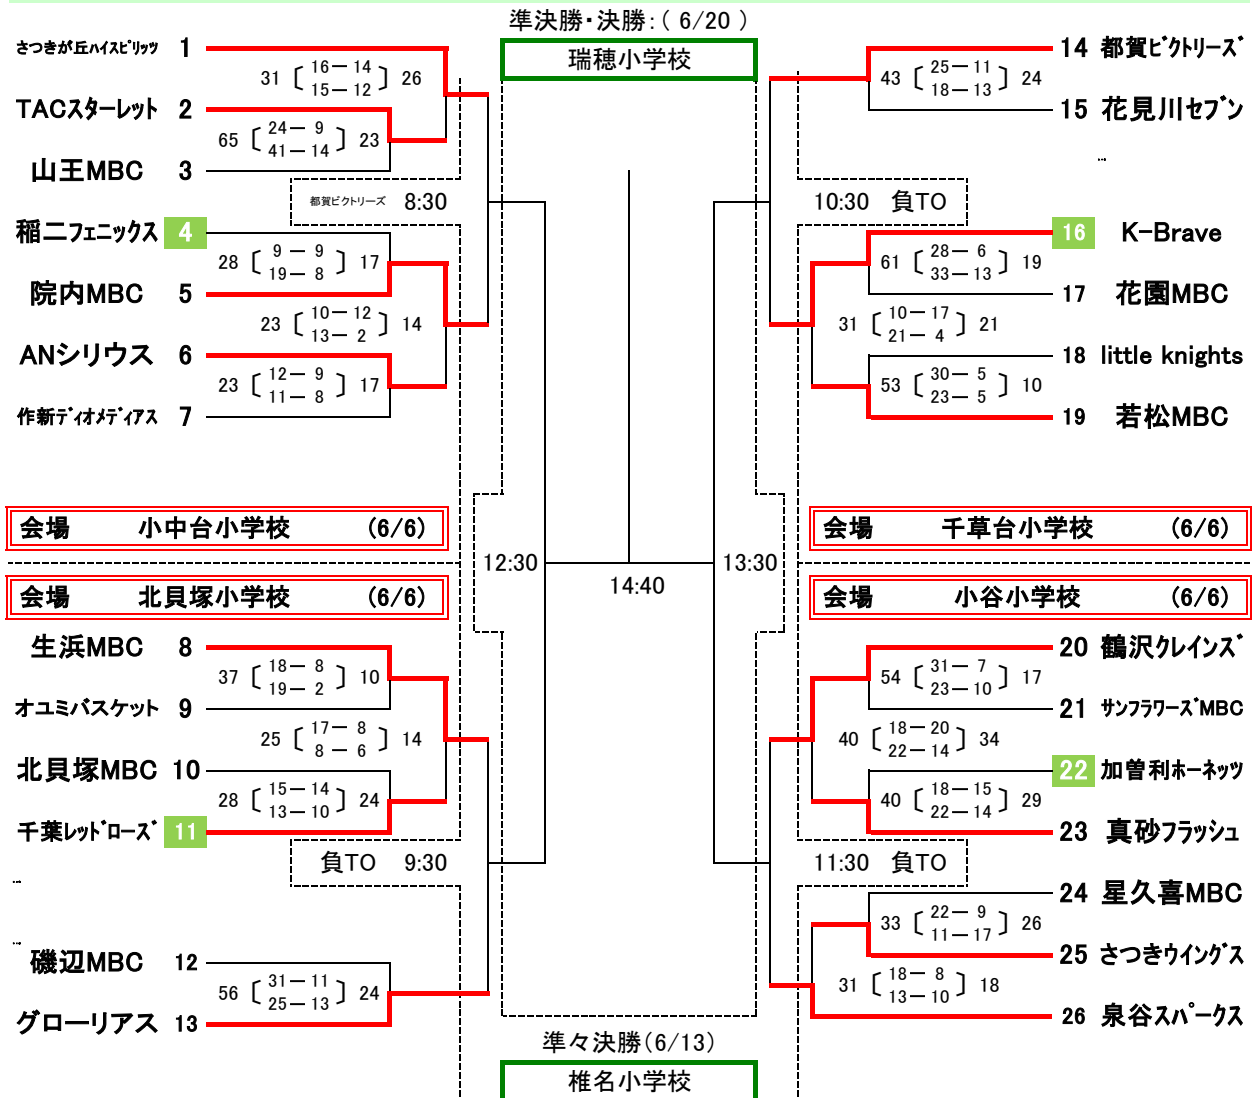 準決勝・決勝:( 6/20 )
瑞穂小学校
さつきが丘ハイスピリッツ 1
31 〔 16－ 14 〕 26
15－ 12
TACスターレット 2
65 〔 24－ 9 〕 23
41－ 14
山王MBC 3
都賀ビクトリーズ 8:30
稲二フェニックス 4
28 〔 9－ 9 〕 17
19－ 8
院内MBC 5
23 〔 10－ 12 〕 14
13－ 2
ANシリウス 6
23 〔 12－ 9 〕 17
11－ 8
作新ディオメディアス 7
会場 小中台小学校 (6/6)
12:30
会場 北貝塚小学校 (6/6)
生浜MBC 8
37 〔 18－ 8 〕 10
19－ 2
オユミバスケット 9
25 〔 17－ 8 〕 14
8－ 6
北貝塚MBC 10
28 〔 15－ 14 〕 24
13－ 10
千葉レッドローズ 11
負TO 9:30
...
...
磯辺MBC 12
56 〔 31－ 11 〕 24
25－ 13
グローリアス 13
14:40
14 都賀ビクトリーズ
43 〔 25－ 11 〕 24
18－ 13
15 花見川セブン
...
10:30 負TO
16 K-Brave
61 〔 28－ 6 〕 19
33－ 13
17 花園MBC
31 〔 10－ 17 〕 21
21－ 4
18 little knights
53 〔 30－ 5 〕 10
23－ 5
19 若松MBC
会場 千草台小学校 (6/6)
13:30
会場 小谷小学校 (6/6)
20 鶴沢クレインズ
54 〔 31－ 7 〕 17
23－ 10
21 サンフラワーズMBC
40 〔 18－ 20 〕 34
22－ 14
22 加曽利ホーネッツ
40 〔 18－ 15 〕 29
22－ 14
23 真砂フラッシュ
11:30 負TO
24 星久喜MBC
33 〔 22－ 9 〕 26
11－ 17
25 さつきウイングス
31 〔 18－ 8 〕 18
13－ 10
26 泉谷スパークス
準々決勝(6/13)
椎名小学校